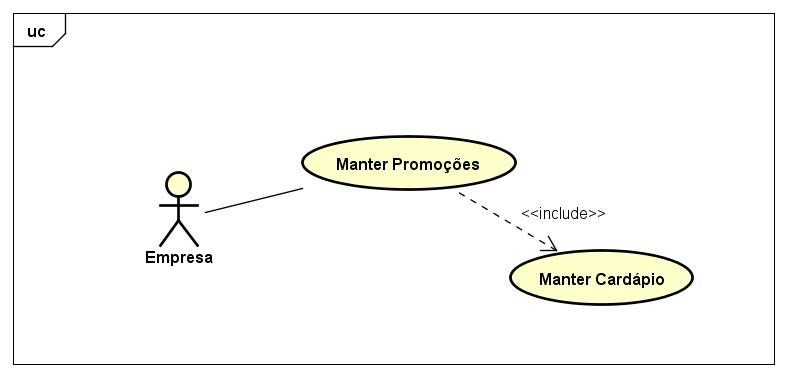 uc
Manter Promoções
<<include>>
Empresa
Manter Cardápio